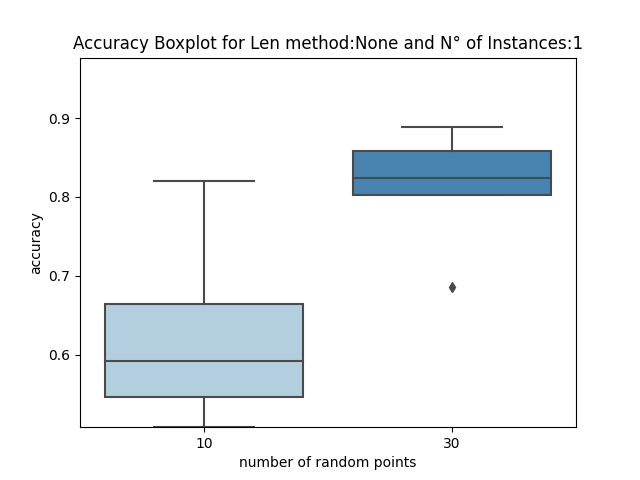 Accuracy Boxplot for Len method:None and N° of Instances:1
0.9
0.8
0.7
0.6
accuracy
10 30
number of random points